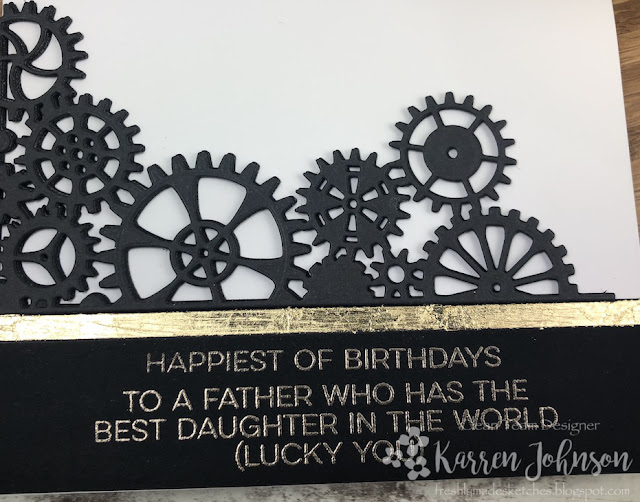 HAPPIEST OF BIRTHDAYS
TO A FATHER WHO HAS THE
BEST DAUGHTER IN THE WORLD
(LUCKY YOU)
Clean Team Designer
Karren Johnson
freshlymadesketches.blogspot.com